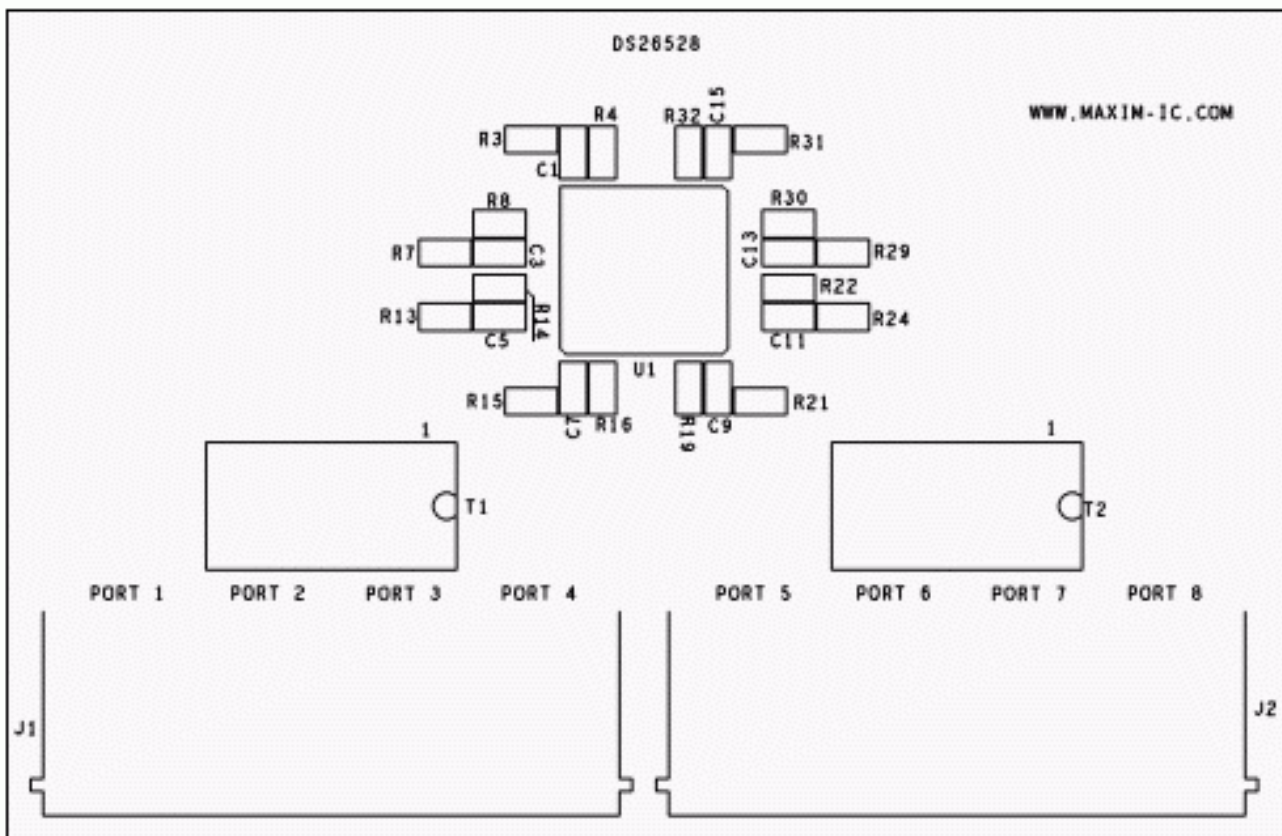 DS26528
WWW.MAXIM-IC.COM
R3
C1
R4
R32
C15
R31
R8
R7
C3
R30
C13
R29
R13
C5
R14
R22
C11
R24
U1
R15
C7
R16
R19
C9
R21
1
T1
1
T2
PORT 1 PORT 2 PORT 3 PORT 4
PORT 5 PORT 6 PORT 7 PORT 8
J1
J2